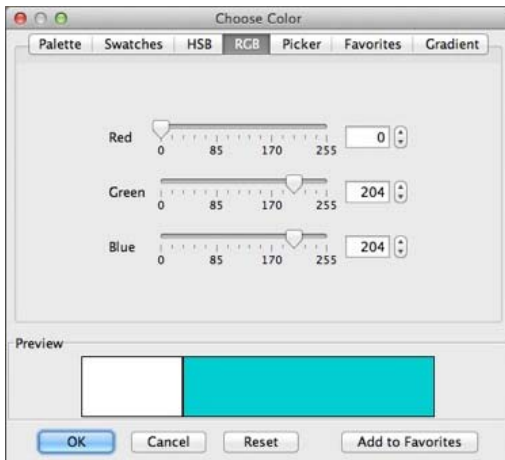 Choose Color
Palette Swatches HSB RGB Picker Favorites Gradient
Red 0
0 85 170 255
Green 204
0 85 170 255
Blue 204
0 85 170 255
Preview
OK Cancel Reset Add to Favorites